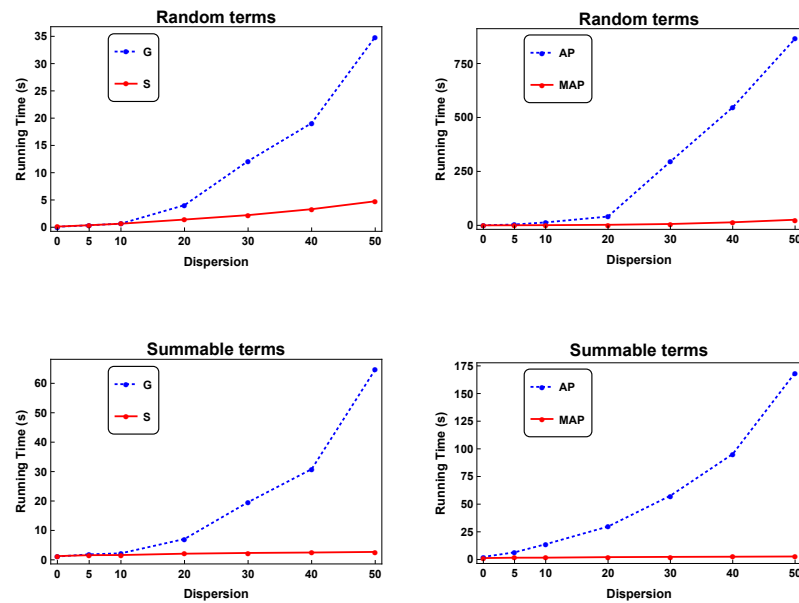 Random terms
G
S
35
30
25
20
15
10
5
0
Running Time (s)
0 5 10 20 30 40 50
Dispersion
Random terms
AP
MAP
750
500
250
0
Running Time (s)
0 5 10 20 30 40 50
Dispersion
Summable terms
G
S
60
50
40
30
20
10
0
Running Time (s)
0 5 10 20 30 40 50
Dispersion
Summable terms
AP
MAP
175
150
125
100
75
50
25
0
Running Time (s)
0 5 10 20 30 40 50
Dispersion